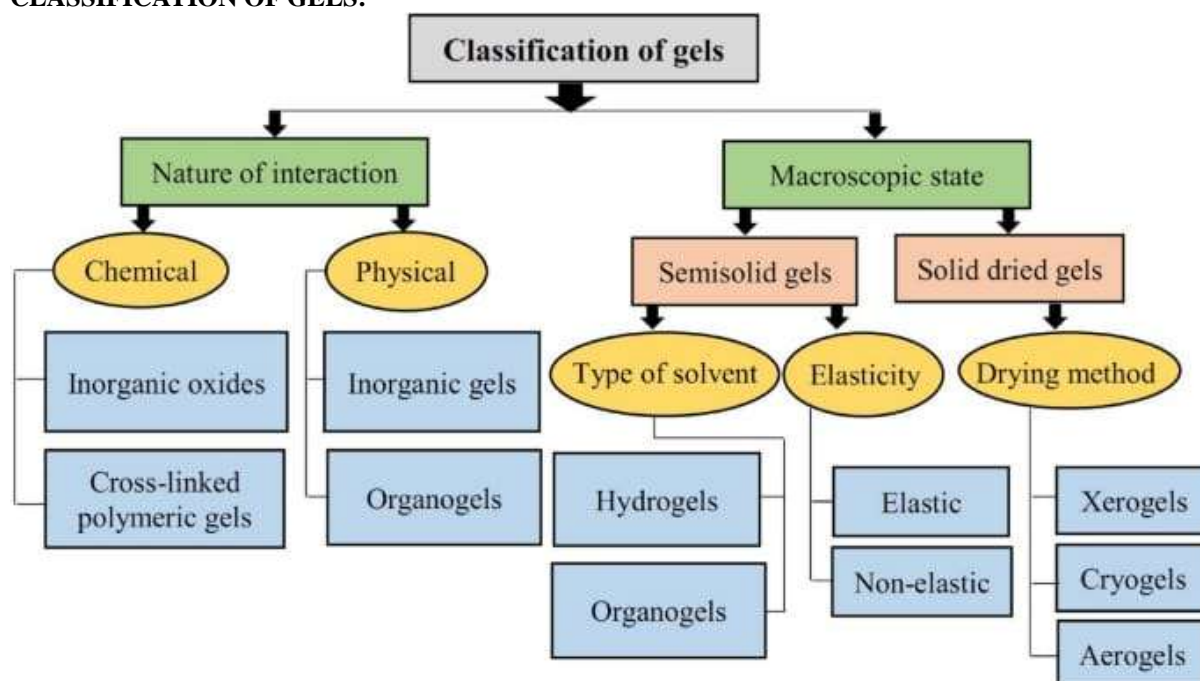 CLASSIFICATION OF GELS:
Classification of gels
Nature of interaction
Macroscopic state
Chemical
Physical
Semisolid gels
Solid dried gels
Inorganic oxides
Inorganic gels
Type of solvent
Elasticity
Drying method
Cross-linked
polymeric gels
Organogels
Hydrogels
Elastic
Xerogels
Organogels
Non-elastic
Cryogels
Aerogels